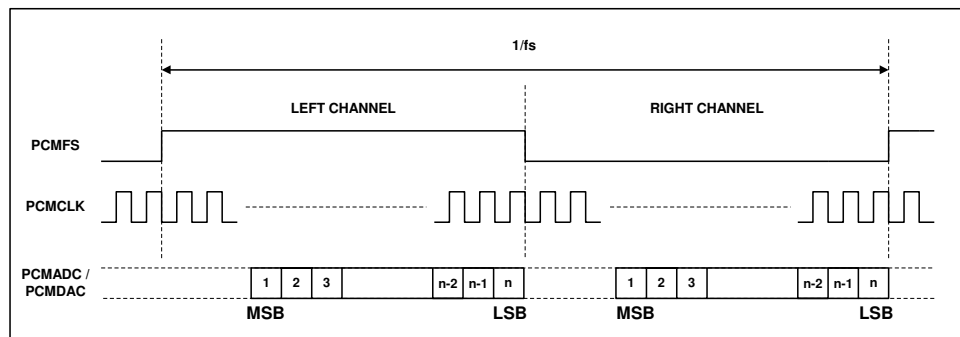 1/fs
LEFT CHANNEL RIGHT CHANNEL
PCMFS
PCMCLK
PCMADC /
PCMDAC
1 2 3 n-2 n-1 n 1 2 3 n-2 n-1 n
MSB LSB MSB LSB